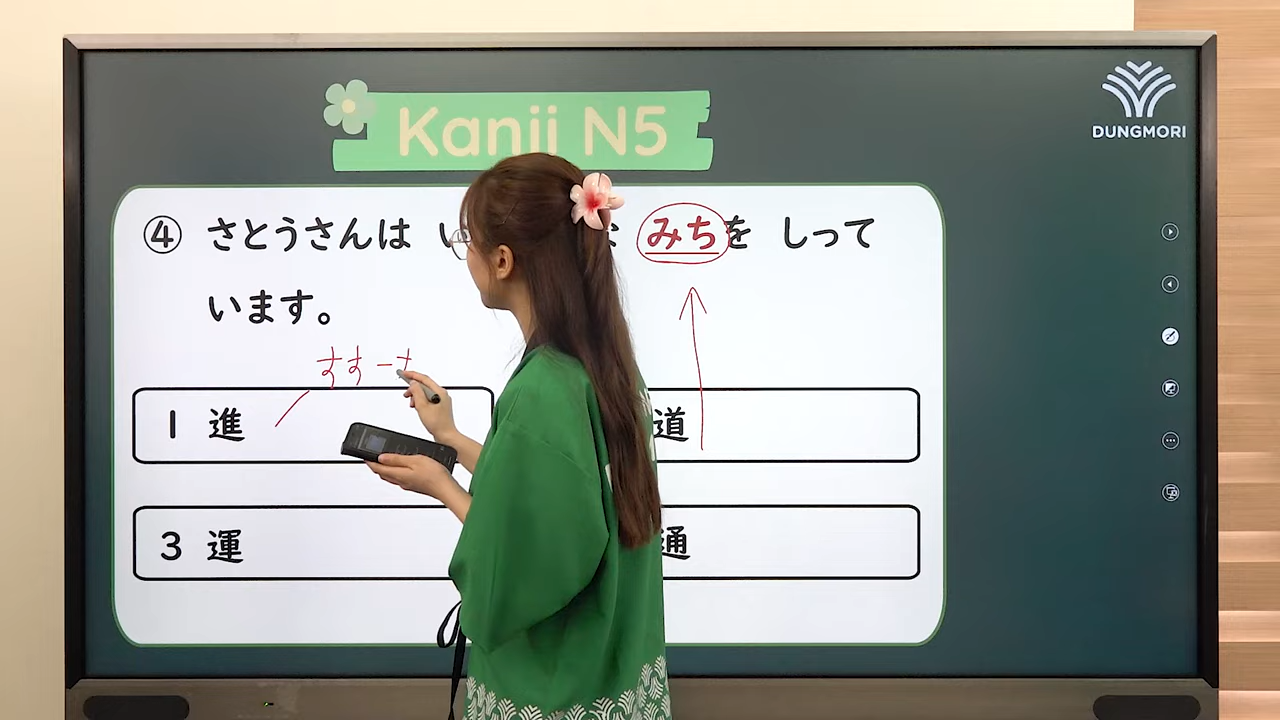 Kanji N5
DUNGMORI
④ さとうさんは い みちを しって
います。
すす
1 進
道
3 運
通